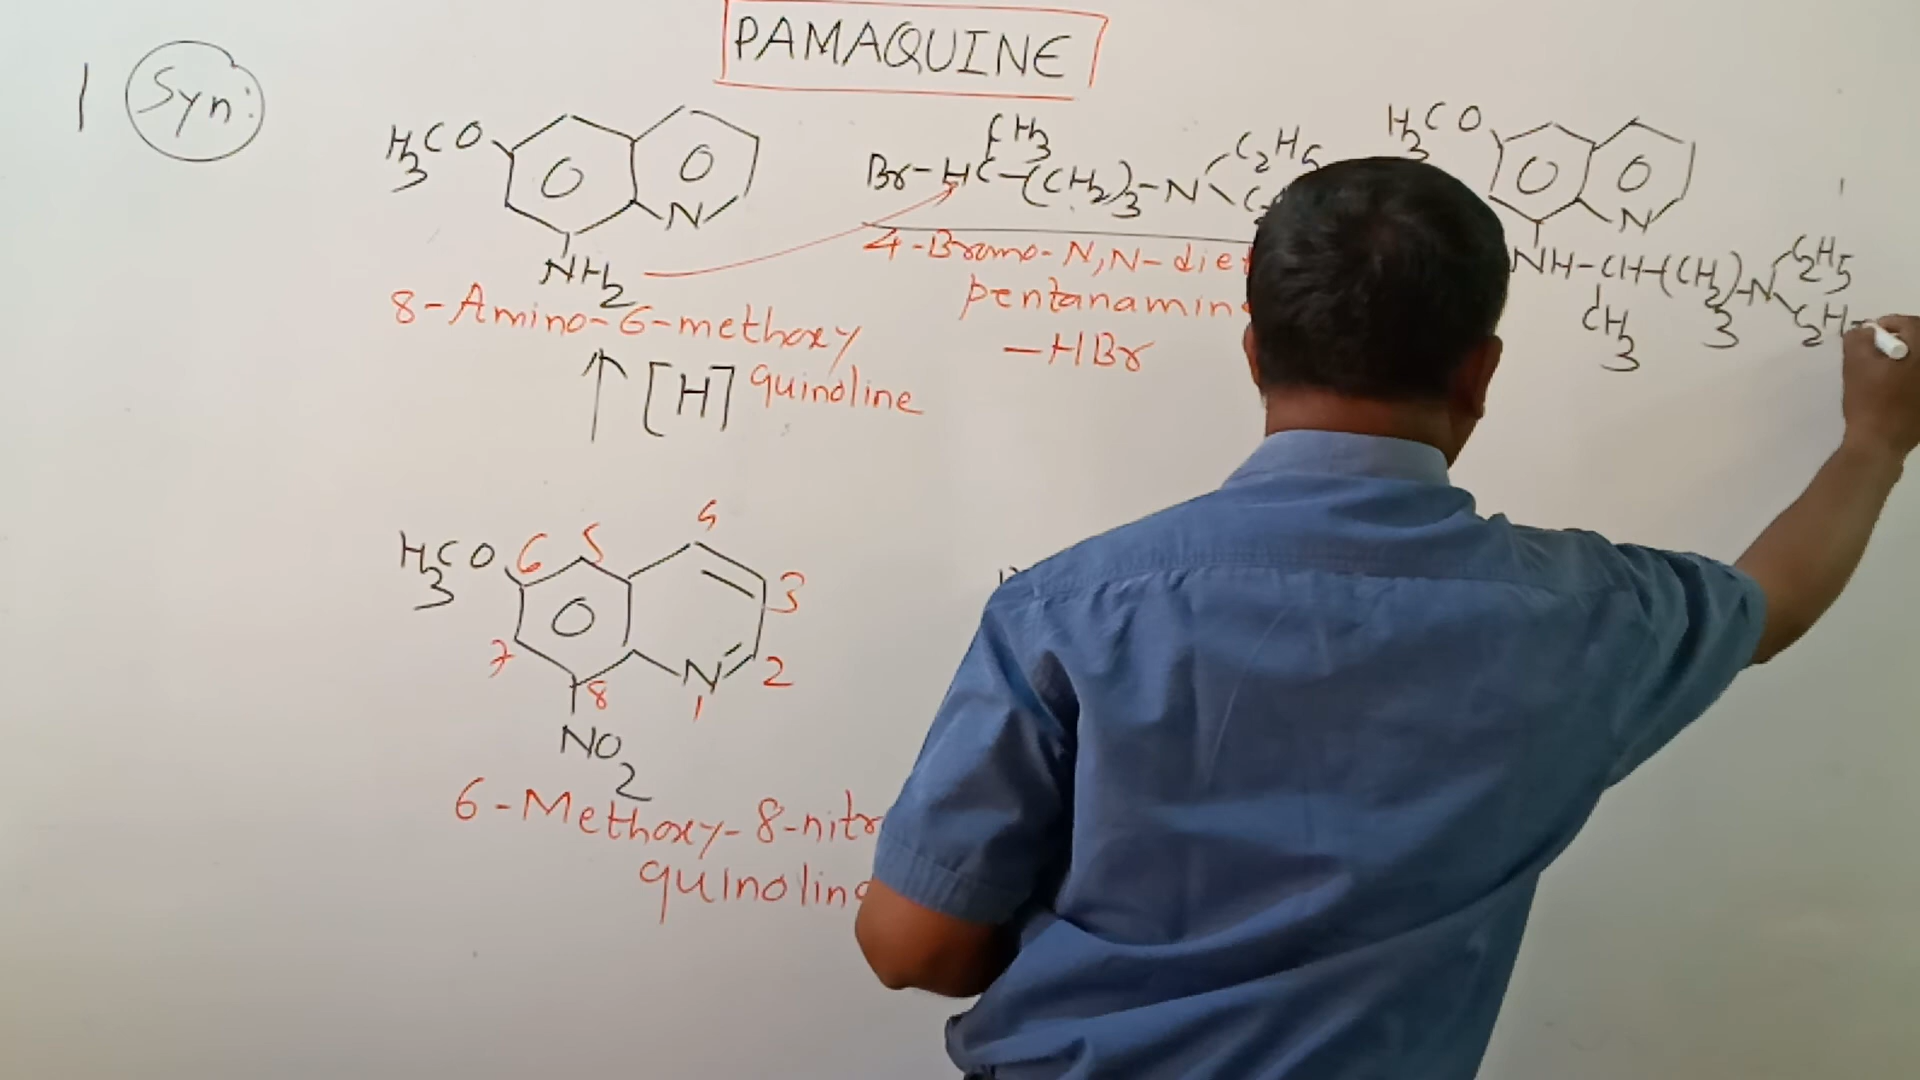 PAMAQUINE
1 Syn:
H3CO
N
NH2
8-Amino-6-methoxy
quinoline
[H]
CH3
Br-HC-(CH2)3-N
C2H5
4-Bromo-N,N-diet
pentanamin
-HBr
H3CO
N
NH-CH-(CH2)3-N
C2H5
C2H
CH3
H3CO
6 5 4 3
7 8 N 2
1
NO2
6-Methoxy-8-nitr
quinolin